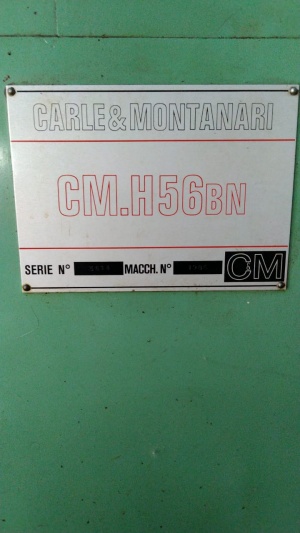 CARLE&MONTANARI
CM.H56BN
SERIE N° MACCH. N° CM